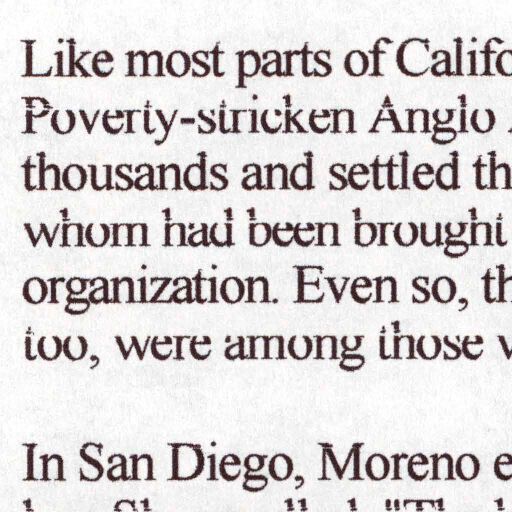 Like most parts of Califo
Poverty-stricken Anglo
thousands and settled th
whom had been brought
organization. Even so, th
too, were among those
In San Diego, Moreno e